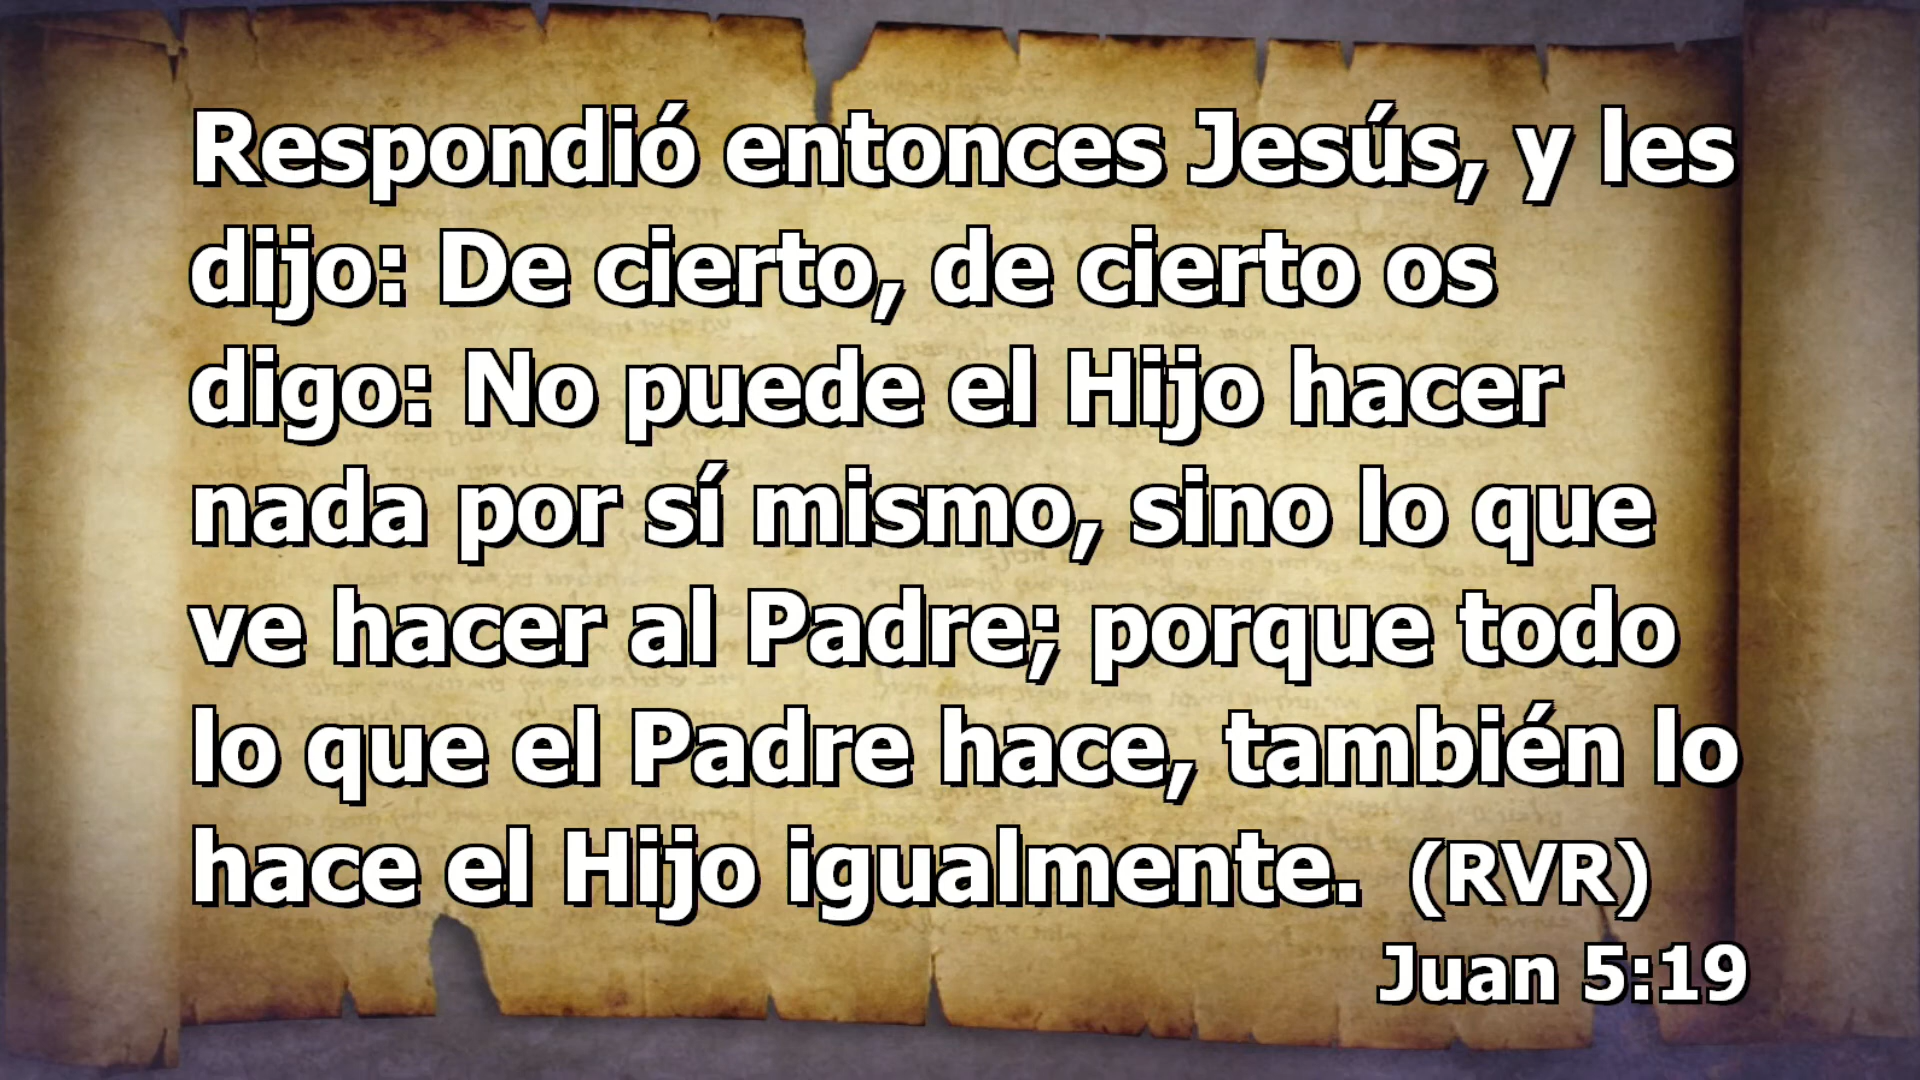 Respondió entonces Jesús, y les
dijo: De cierto, de cierto os
digo: No puede el Hijo hacer
nada por sí mismo, sino lo que
ve hacer al Padre; porque todo
lo que el Padre hace, también lo
hace el Hijo igualmente. (RVR)
Juan 5:19